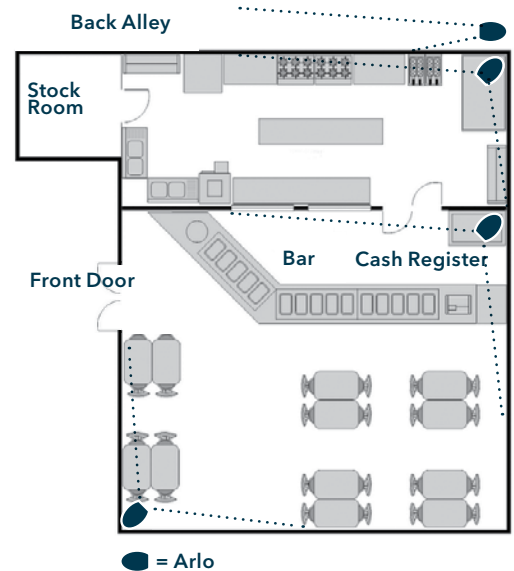 Back Alley
Stock
Room
Bar
Cash Register
Front Door
= Arlo